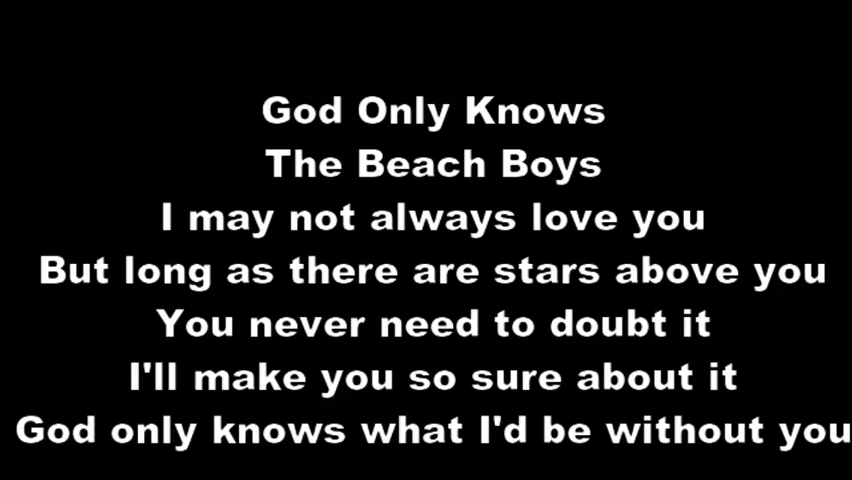 God Only Knows
The Beach Boys
I may not always love you
But long as there are stars above you
You never need to doubt it
I'll make you so sure about it
God only knows what I'd be without you